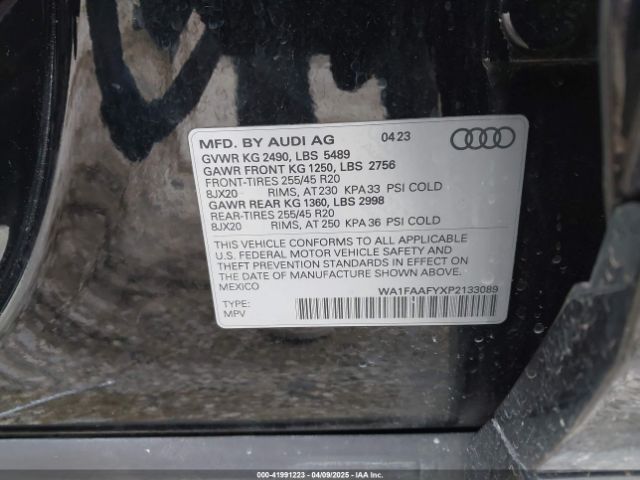 MFD. BY AUDI AG 0423
GVWR KG 2490, LBS 5489
GAWR FRONT KG 1250, LBS 2756
FRONT-TIRES 255/45 R20
8JX20 RIMS, AT 230 KPA 33 PSI COLD
GAWR REAR KG 1360, LBS 2998
REAR-TIRES 255/45 R20
8JX20 RIMS, AT 250 KPA 36 PSI COLD
THIS VEHICLE CONFORMS TO ALL APPLICABLE
U.S. FEDERAL MOTOR VEHICLE SAFETY AND
THEFT PREVENTION STANDARDS IN EFFECT ON
THE DATE OF MANUFACTURE SHOWN ABOVE.
MEXICO
WA1FAAFYXP2133089
TYPE:
MPV
000-41991223 - 04/09/2025 - Copyright © IAA Holdings, LLC.